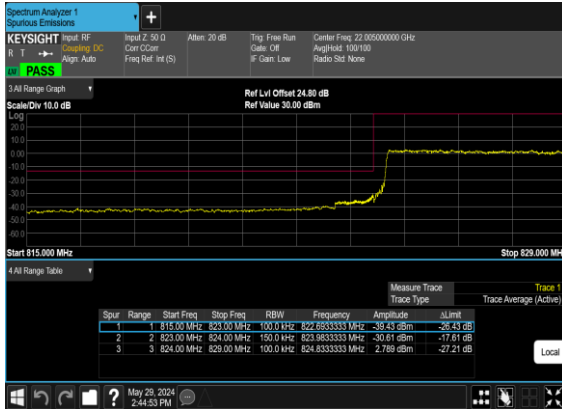 Spectrum Analyzer 1
Spurious Emissions
+
KEYSIGHT Input: RF Input Z: 50 Ω Atten: 20 dB Trig: Free Run Center Freq: 22.005000000 GHz
R T Coupling: DC Corr CCorr Gate: Off Avg|Hold: 100/100
Align: Auto Freq Ref: Int (S) IF Gain: Low Radio Std: None
PASS
3 All Range Graph
Ref Lvl Offset 24.80 dB
Scale/Div 10.0 dB Ref Value 30.00 dBm
Log
20.0
10.0
0.00
-10.0
-20.0
-30.0
-40.0
-50.0
-60.0
Start 815.000 MHz Stop 829.000 MHz
4 All Range Table
Measure Trace Trace 1
Trace Type Trace Average (Active)
Spur Range Start Freq Stop Freq RBW Frequency Amplitude ΔLimit
1 1 815.00 MHz 823.00 MHz 100.0 kHz 822.6933333 MHz -39.43 dBm -26.43 dB
2 2 823.00 MHz 824.00 MHz 150.0 kHz 823.9833333 MHz -30.61 dBm -17.61 dB
3 3 824.00 MHz 829.00 MHz 100.0 kHz 824.8333333 MHz 2.789 dBm -27.21 dB
Local
? May 29, 2024
2:44:53 PM